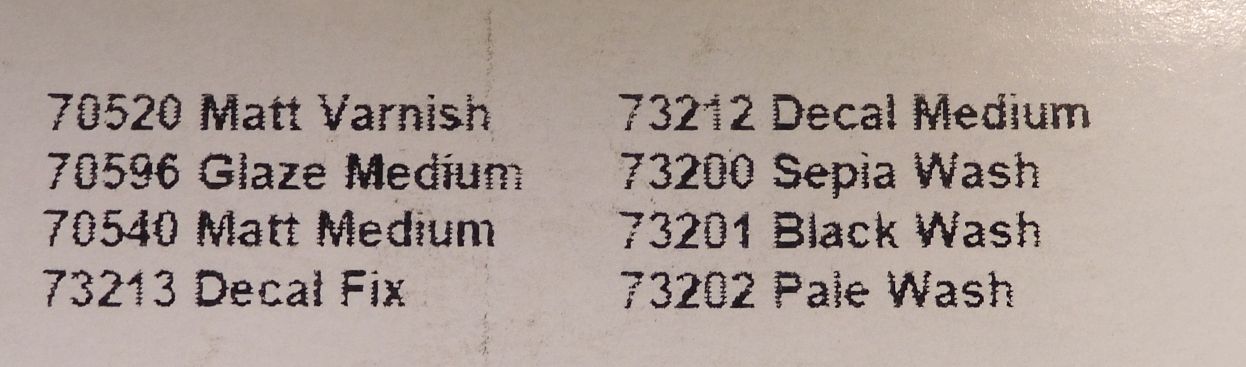 70520 Matt Varnish
70596 Glaze Medium
70540 Matt Medium
73213 Decal Fix
73212 Decal Medium
73200 Sepia Wash
73201 Black Wash
73202 Pale Wash